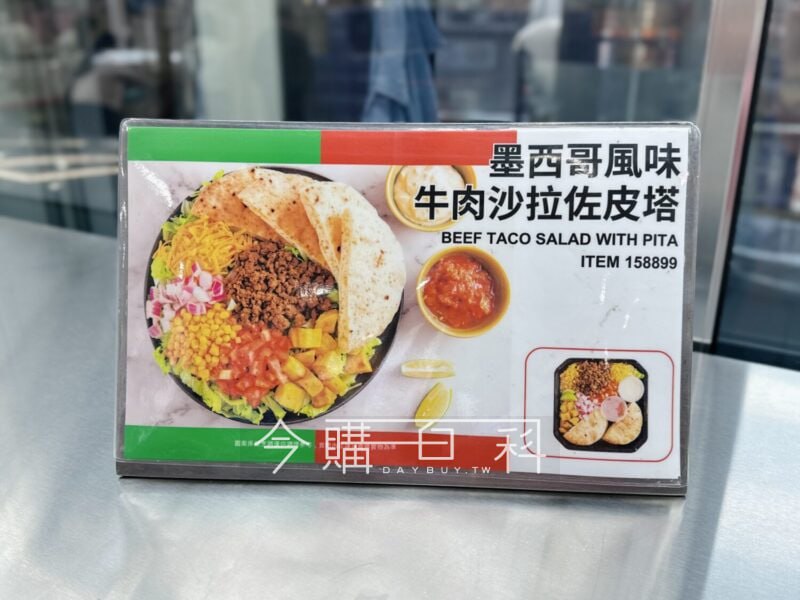 墨西哥風味
牛肉沙拉佐皮塔
BEEF TACO SALAD WITH PITA
ITEM 158899
今購百科
DAYBUY.TW